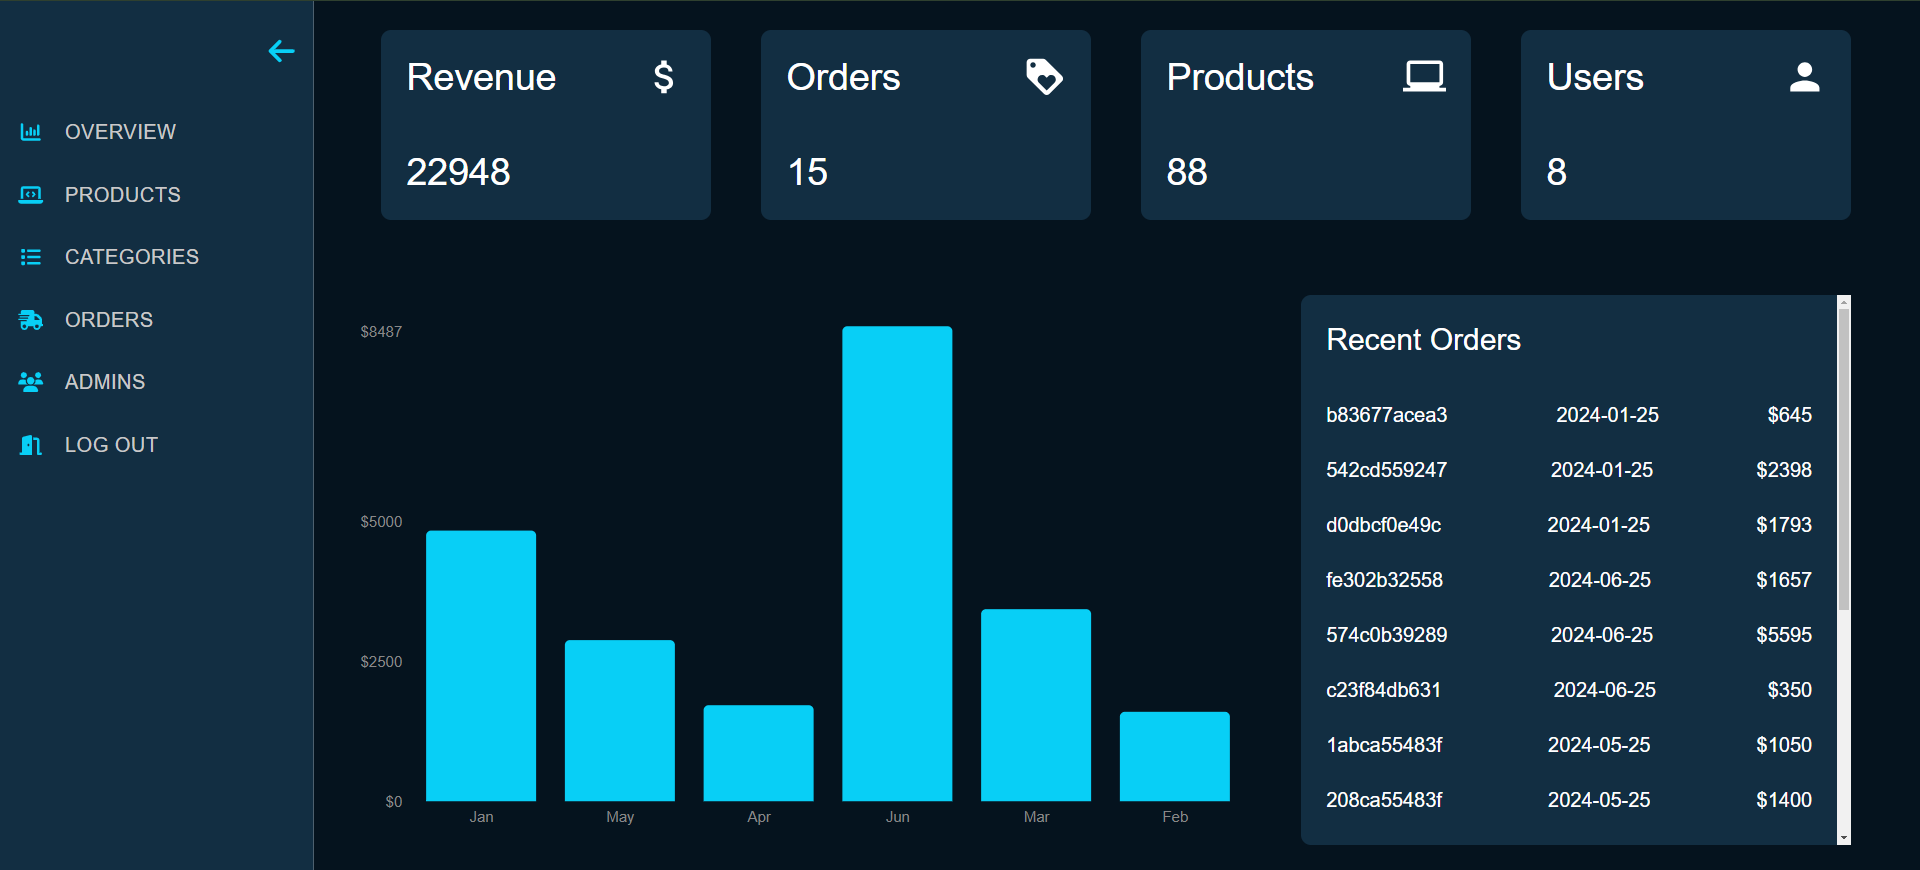 OVERVIEW
PRODUCTS
CATEGORIES
ORDERS
ADMINS
LOG OUT
Revenue $
22948
Orders
15
Products
88
Users
8
$8487
$5000
$2500
$0
Jan May Apr Jun Mar Feb
Recent Orders
b83677acea3 2024-01-25 $645
542cd559247 2024-01-25 $2398
d0dbcf0e49c 2024-01-25 $1793
fe302b32558 2024-06-25 $1657
574c0b39289 2024-06-25 $5595
c23f84db631 2024-06-25 $350
1abca55483f 2024-05-25 $1050
208ca55483f 2024-05-25 $1400